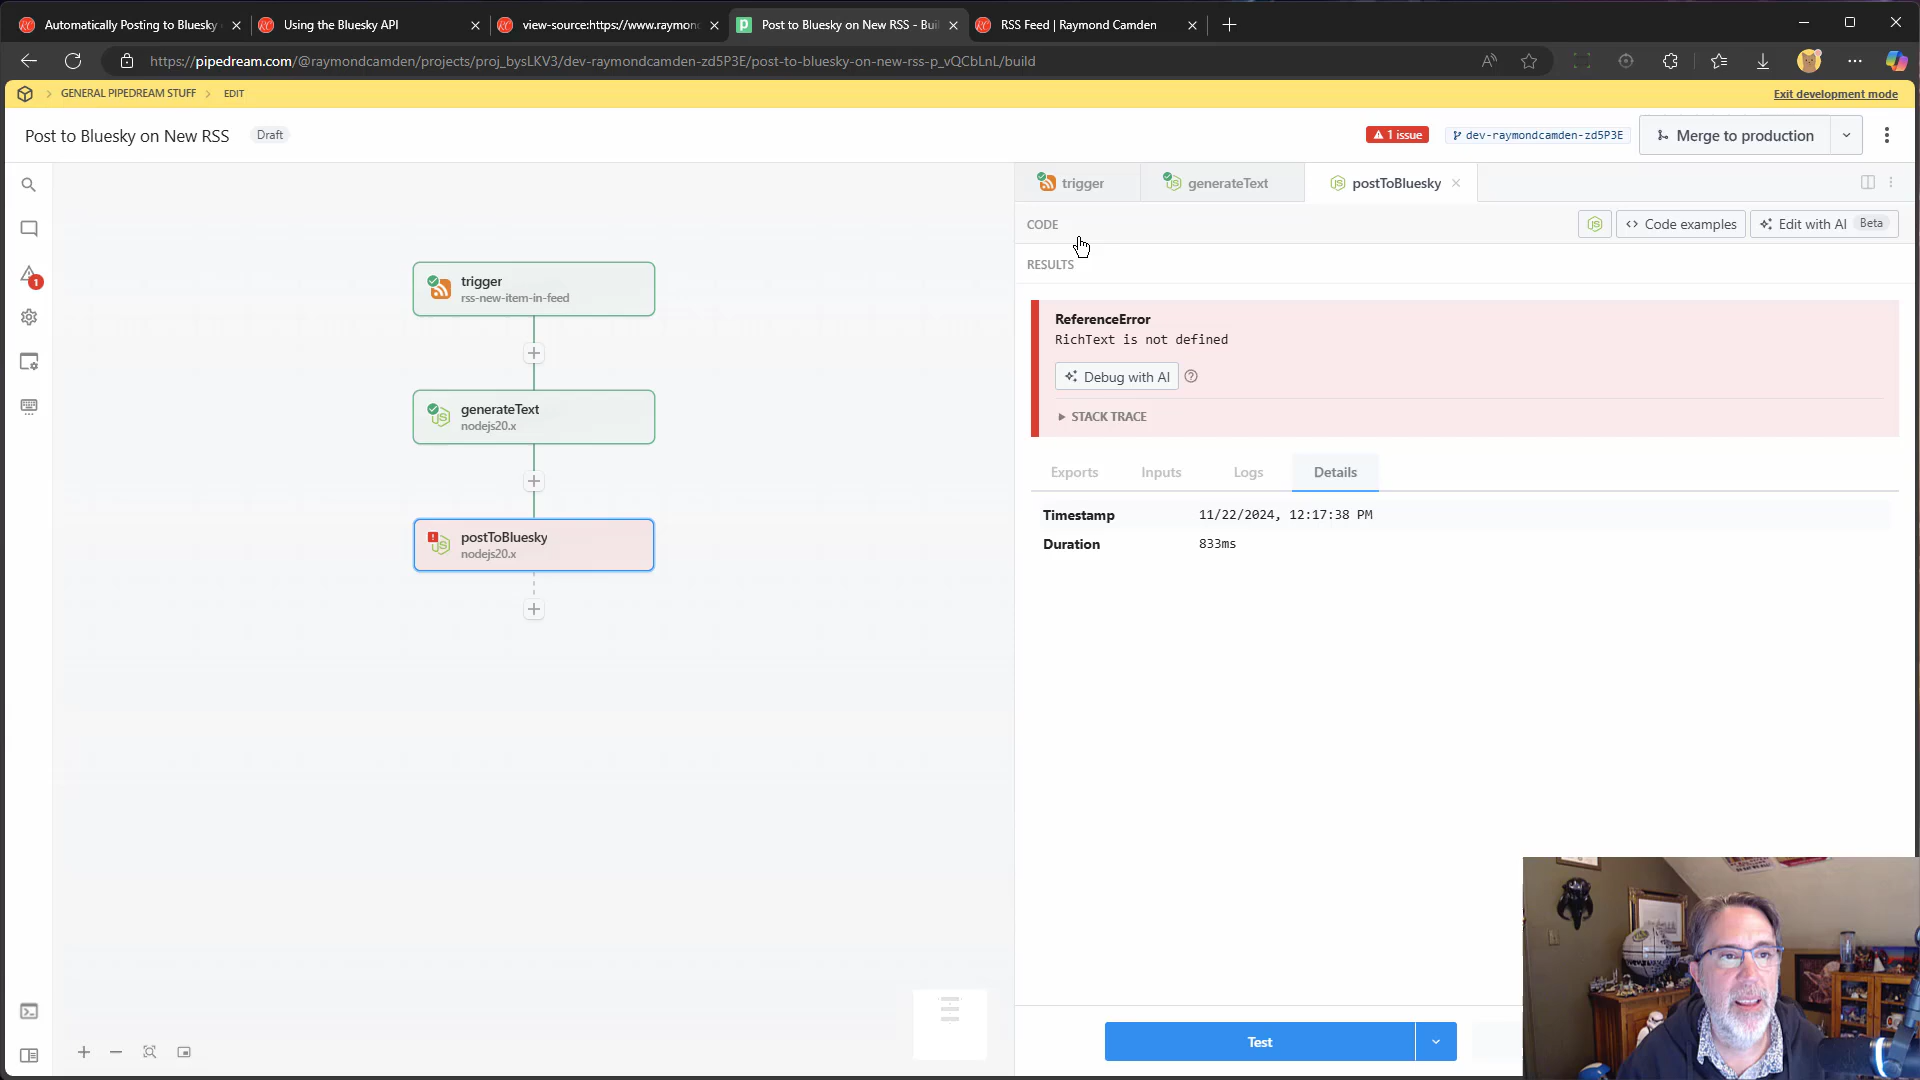 Automatically Posting to Bluesky
Using the Bluesky API
view-source:https://www.raymond
Post to Bluesky on New RSS - Buil
RSS Feed | Raymond Camden
https://pipedream.com/@raymondcamden/projects/proj_bysLKV3/dev-raymondcamden-zd5P3E/post-to-bluesky-on-new-rss-p_vQCbLnL/build
GENERAL PIPEDREAM STUFF > EDIT
Exit development mode
Post to Bluesky on New RSS
Draft
1 issue
dev-raymondcamden-zd5P3E
Merge to production
trigger
generateText
postToBluesky
CODE
Code examples
Edit with AI Beta
RESULTS
trigger
rss-new-item-in-feed
ReferenceError
RichText is not defined
Debug with AI
STACK TRACE
generateText
nodejs20.x
Exports
Inputs
Logs
Details
Timestamp
11/22/2024, 12:17:38 PM
Duration
833ms
postToBluesky
nodejs20.x
1
Test